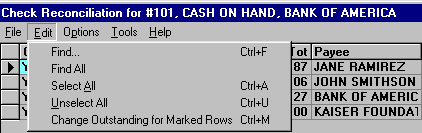 Check Reconciliation for #101, CASH ON HAND, BANK OF AMERICA
File Edit Options Tools Help
Tot Payee
Find... Ctrl+F
87 JANE RAMIREZ
Find All
06 JOHN SMITHSON
Select All Ctrl+A
27 BANK OF AMERIC
Unselect All Ctrl+U
00 KAISER FOUNDAT
Change Outstanding for Marked Rows Ctrl+M